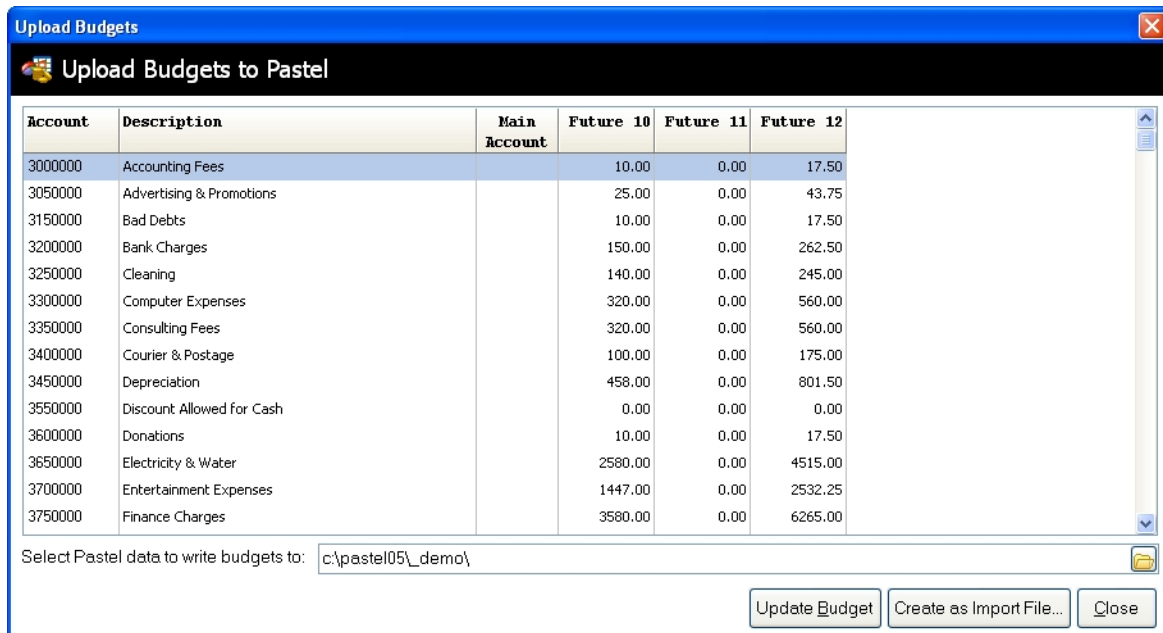 Upload Budgets
Upload Budgets to Pastel
Account Description Main Account Future 10 Future 11 Future 12
3000000 Accounting Fees 10.00 0.00 17.50
3050000 Advertising & Promotions 25.00 0.00 43.75
3150000 Bad Debts 10.00 0.00 17.50
3200000 Bank Charges 150.00 0.00 262.50
3250000 Cleaning 140.00 0.00 245.00
3300000 Computer Expenses 320.00 0.00 560.00
3350000 Consulting Fees 320.00 0.00 560.00
3400000 Courier & Postage 100.00 0.00 175.00
3450000 Depreciation 458.00 0.00 801.50
3550000 Discount Allowed for Cash 0.00 0.00 0.00
3600000 Donations 10.00 0.00 17.50
3650000 Electricity & Water 2580.00 0.00 4515.00
3700000 Entertainment Expenses 1447.00 0.00 2532.25
3750000 Finance Charges 3580.00 0.00 6265.00
Select Pastel data to write budgets to: c:\pastel05\_demo\
Update Budget Create as Import File... Close